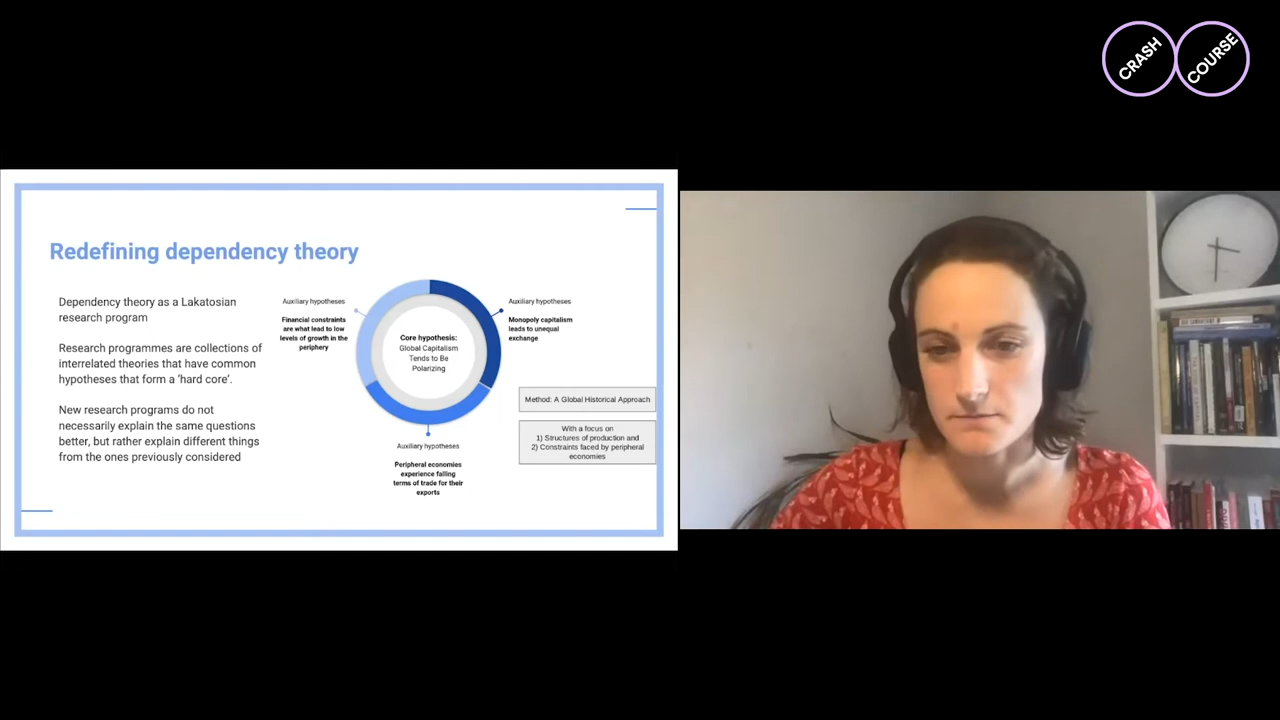 CRASH COURSE
Redefining dependency theory
Dependency theory as a Lakatosian
research program
Research programmes are collections of
interrelated theories that have common
hypotheses that form a ‘hard core’.
New research programs do not
necessarily explain the same questions
better, but rather explain different things
from the ones previously considered
Auxiliary hypotheses
Financial constraints
are what lead to low
levels of growth in the
periphery
Core hypothesis:
Global Capitalism
Tends to Be
Polarizing
Auxiliary hypotheses
Monopoly capitalism
leads to unequal
exchange
Auxiliary hypotheses
Peripheral economies
experience falling
terms of trade for their
exports
Method: A Global Historical Approach
With a focus on
1) Structures of production and
2) Constraints faced by peripheral
economies